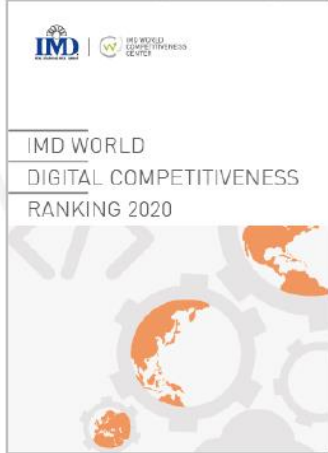 IMD
IMD WORLD
COMPETITIVENESS
CENTER
IMD WORLD
DIGITAL COMPETITIVENESS
RANKING 2020